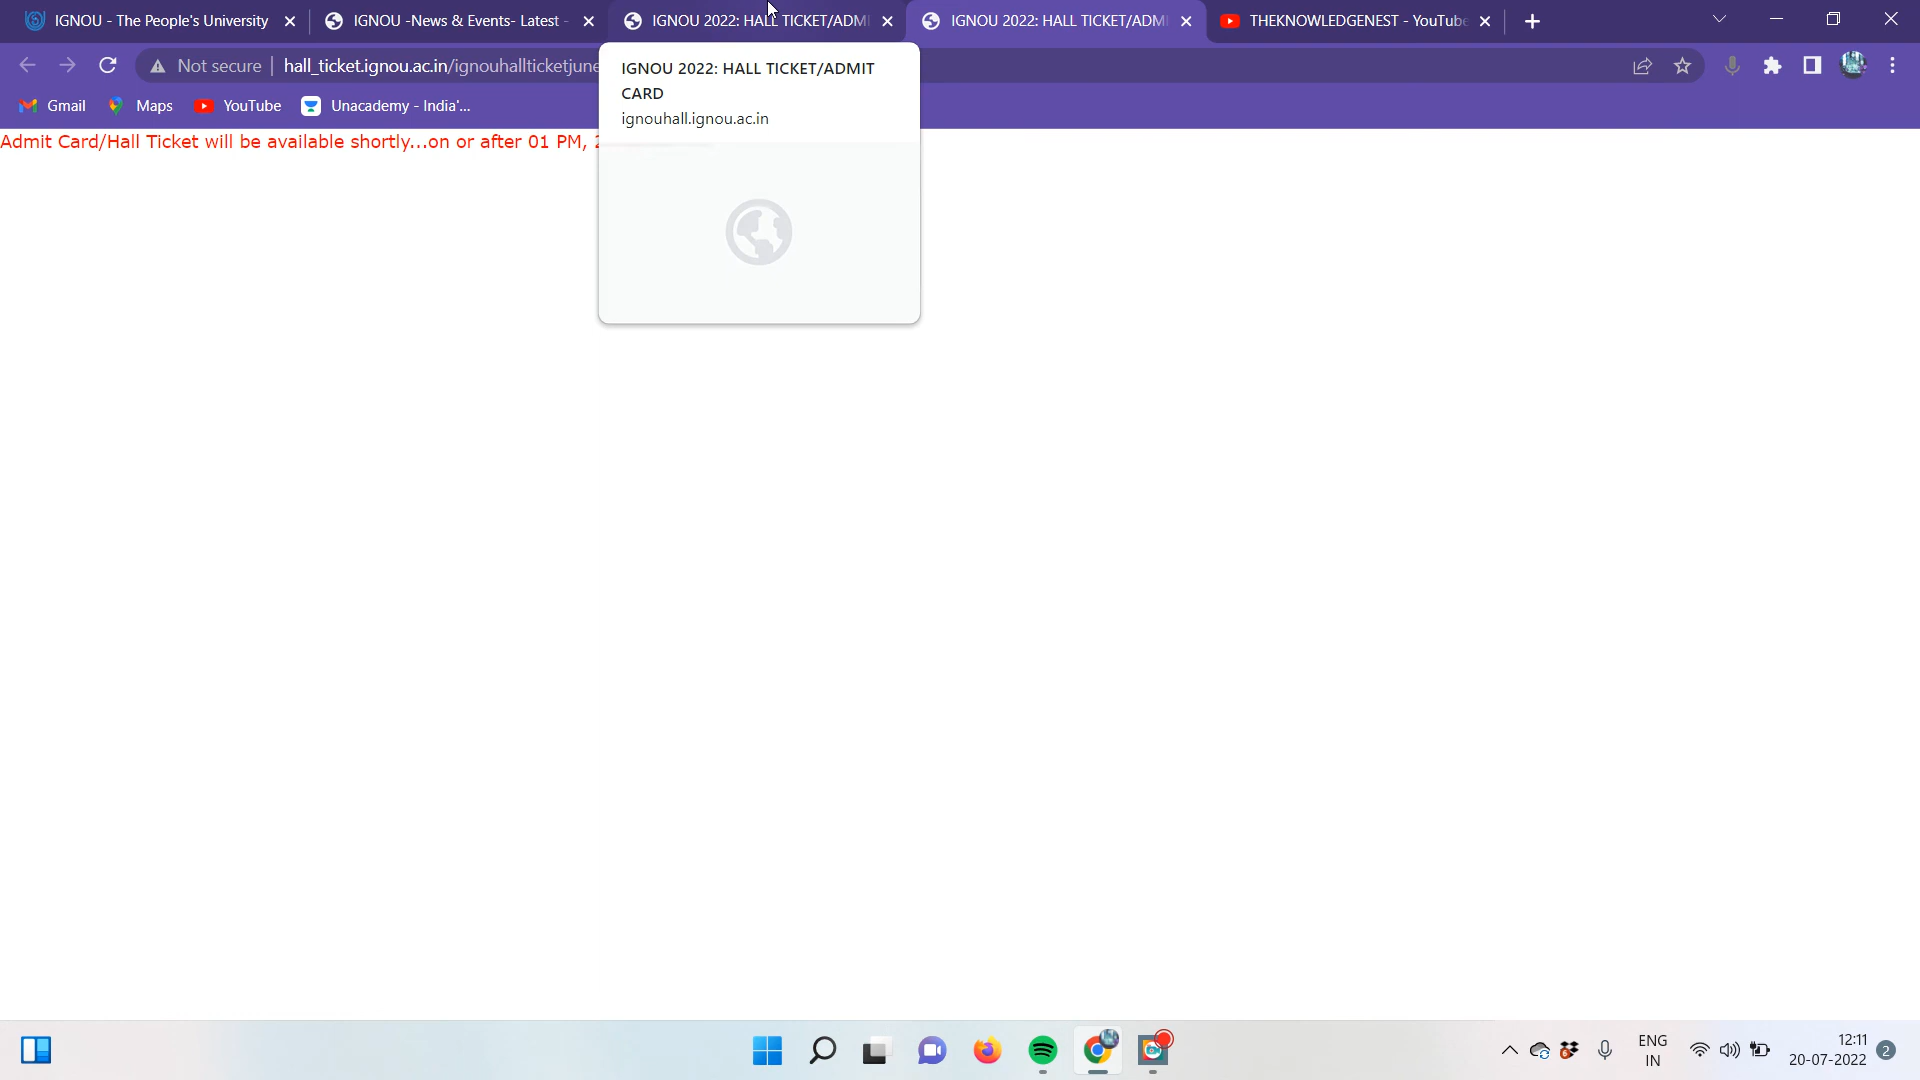 IGNOU - The People's University
IGNOU -News & Events- Latest -
IGNOU 2022: HALL TICKET/ADMI
IGNOU 2022: HALL TICKET/ADMI
THEKNOWLEDGENEST - YouTube
Not secure
hall_ticket.ignou.ac.in/ignouhallticketjune
IGNOU 2022: HALL TICKET/ADMIT
CARD
ignouhall.ignou.ac.in
Gmail
Maps
YouTube
Unacademy - India'...
Admit Card/Hall Ticket will be available shortly...on or after 01 PM,
ENG
IN
12:11
20-07-2022
2